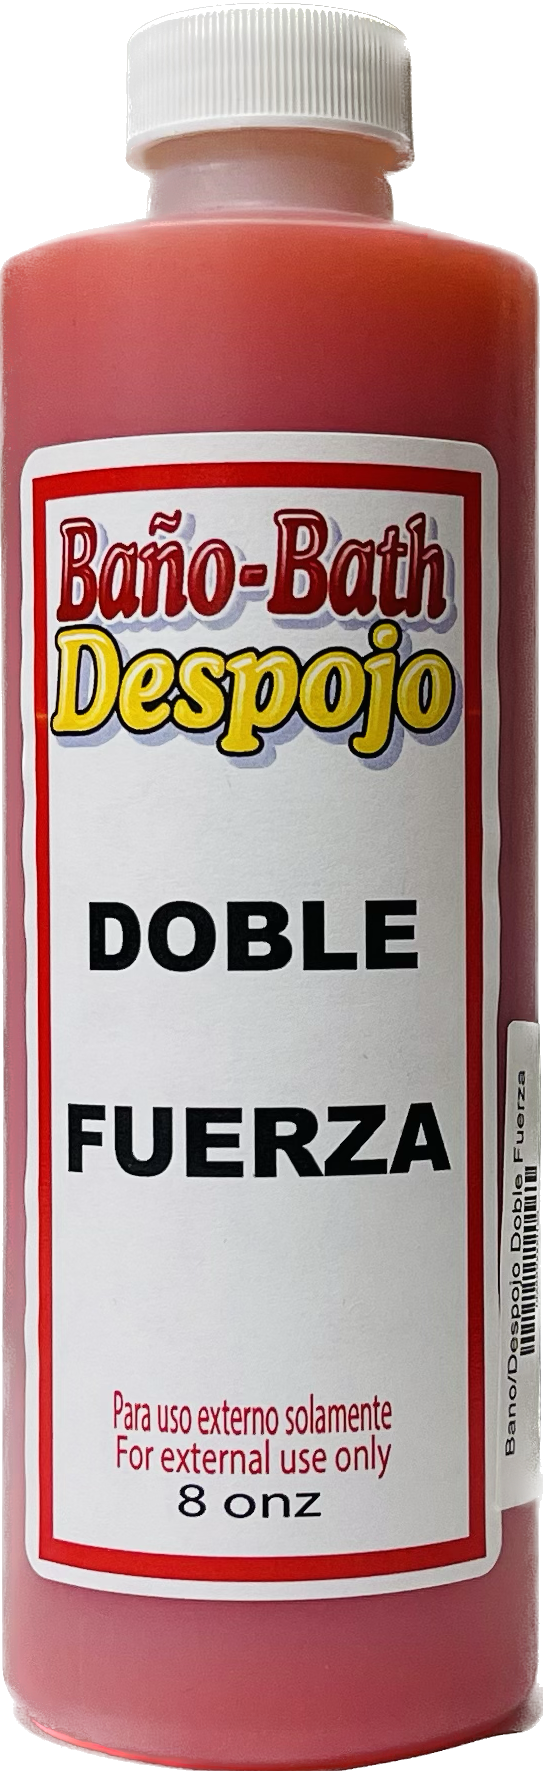 Baño-Bath
Despojo
DOBLE
FUERZA
Para uso externo solamente
For external use only
8 onz
Bano/Despojo Doble Fuerza